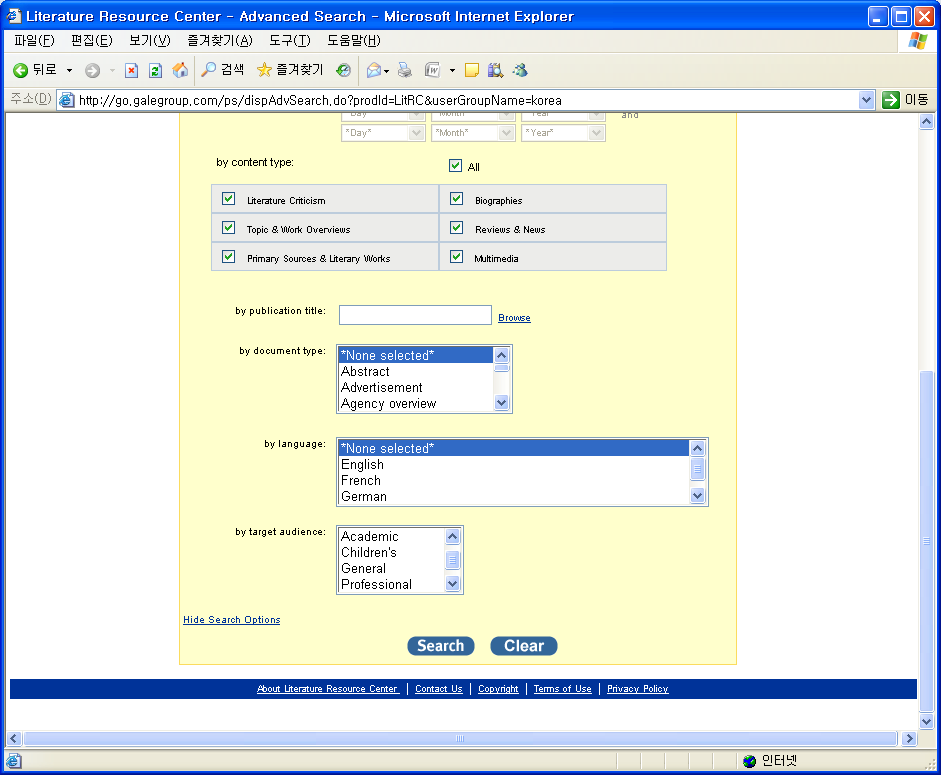 Literature Resource Center - Advanced Search - Microsoft Internet Explorer
파일(F) 편집(E) 보기(V) 즐겨찾기(A) 도구(T) 도움말(H)
뒤로 검색 즐겨찾기
주소(D) http://go.galegroup.com/ps/dispAdvSearch.do?prodId=LitRC&userGroupName=korea 이동
*Day* *Month* *Year* and
*Day* *Month* *Year*
by content type: All
Literature Criticism Biographies
Topic & Work Overviews Reviews & News
Primary Sources & Literary Works Multimedia
by publication title: Browse
by document type: *None selected*
Abstract
Advertisement
Agency overview
by language: *None selected*
English
French
German
by target audience: Academic
Children's
General
Professional
Hide Search Options
Search Clear
About Literature Resource Center | Contact Us | Copyright | Terms of Use | Privacy Policy
인터넷